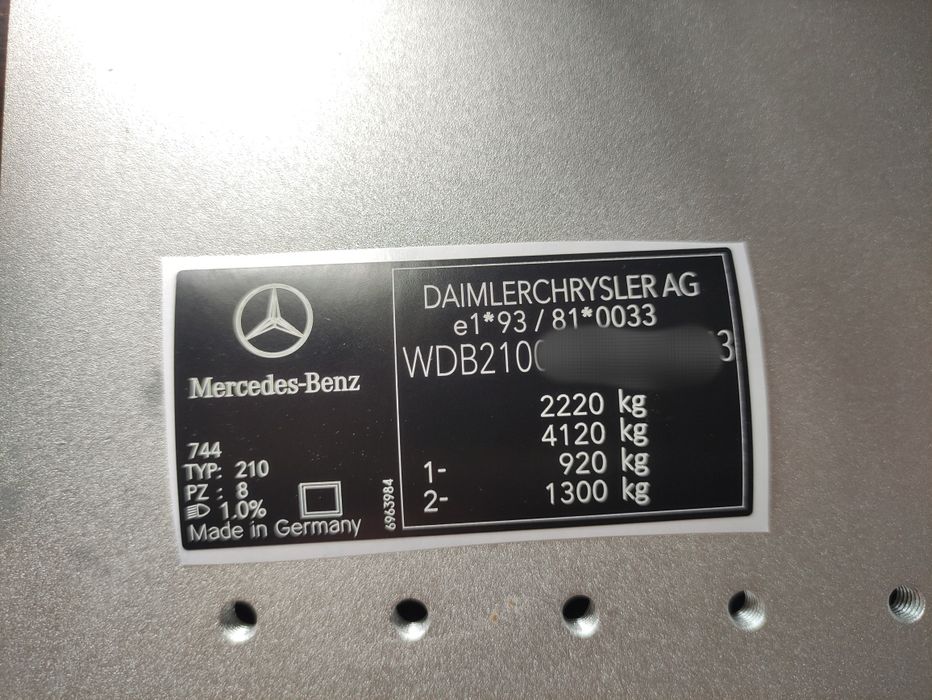 Mercedes-Benz
744
TYP: 210
PZ : 8
1.0%
Made in Germany
6963984
DAIMLERCHRYSLER AG
e1*93/81*0033
WDB210
2220 kg
4120 kg
1- 920 kg
2- 1300 kg